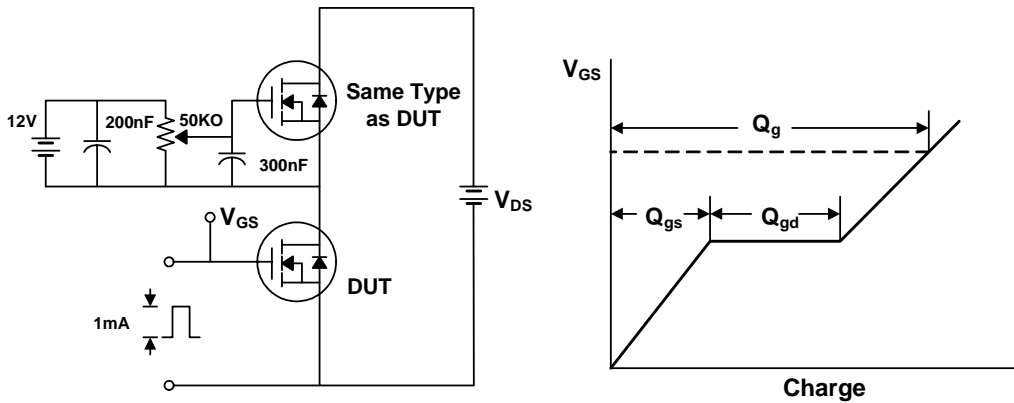 12V
200nF
50KO
300nF
Same Type
as DUT
V_DS
V_GS
DUT
1mA
V_GS
Q_g
Q_gs
Q_gd
Charge